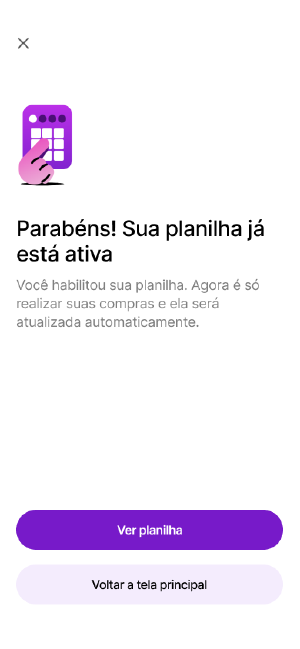 Parabéns! Sua planilha já
está ativa
Você habilitou sua planilha. Agora é só
realizar suas compras e ela será
atualizada automaticamente.
Ver planilha
Voltar a tela principal